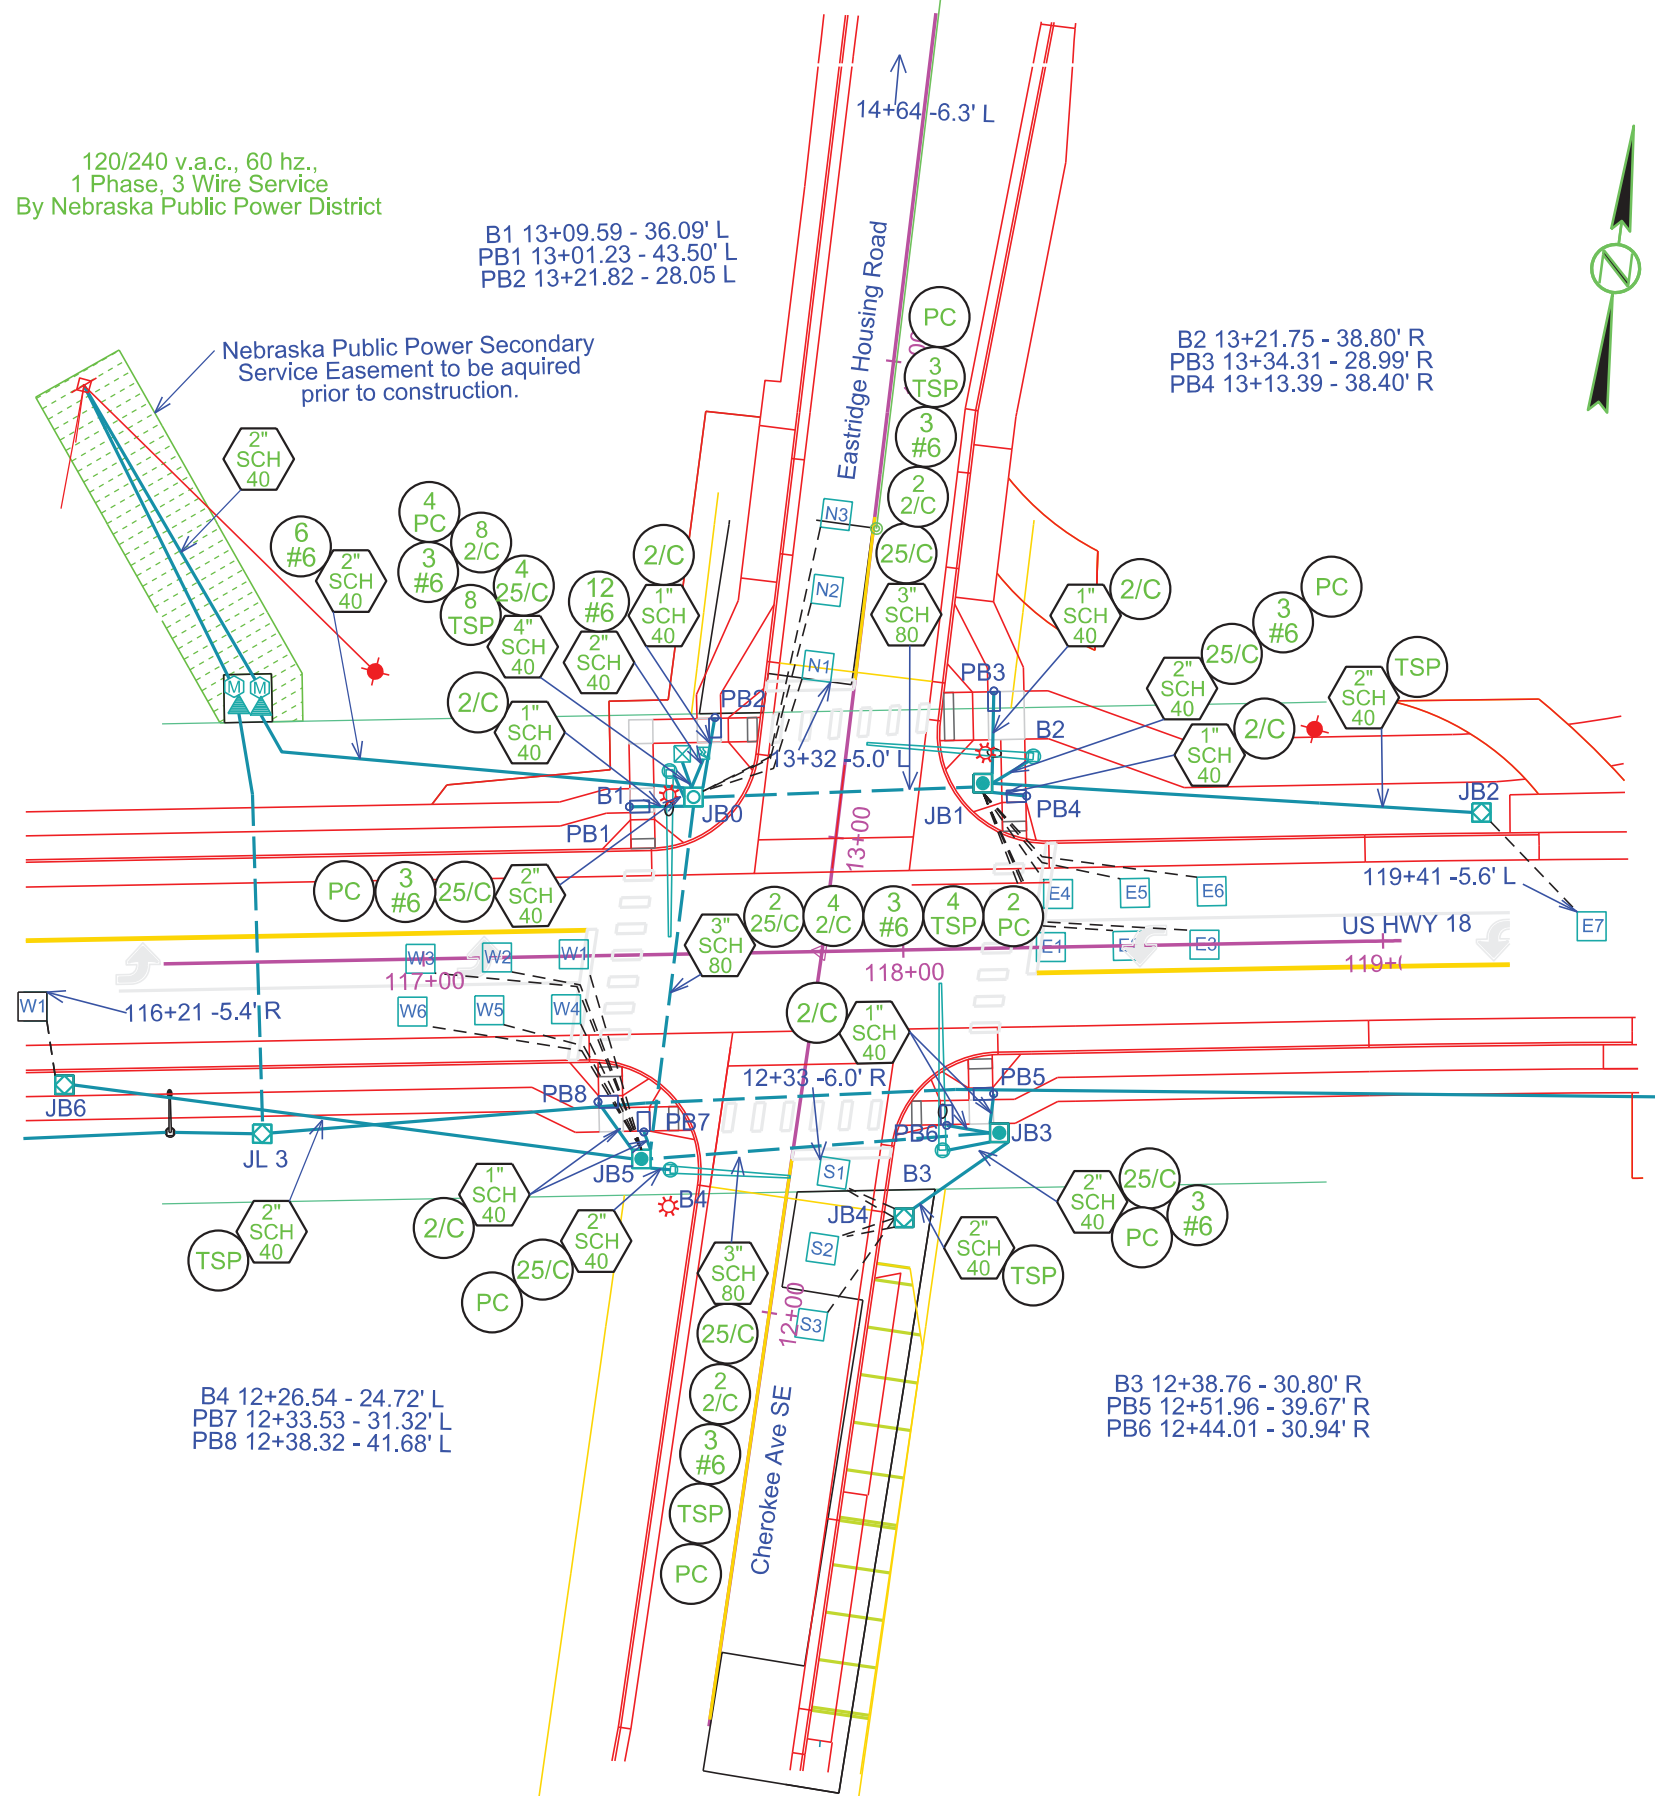 14+64 -6.3' L
120/240 v.a.c., 60 hz.,
1 Phase, 3 Wire Service
By Nebraska Public Power District
B1 13+09.59 - 36.09' L
PB1 13+01.23 - 43.50' L
PB2 13+21.82 - 28.05 L
Eastridge Housing Road
N
B2 13+21.75 - 38.80' R
PB3 13+34.31 - 28.99' R
PB4 13+13.39 - 38.40' R
Nebraska Public Power Secondary
Service Easement to be aquired
prior to construction.
PC
3
TSP
3
#6
2
2/C
25/C
3"
SCH
80
2"
SCH
40
6
#6
2"
SCH
40
4
PC
8
2/C
3
#6
4
25/C
8
TSP
4"
SCH
40
12
#6
2"
SCH
40
2/C
1"
SCH
40
2/C
1"
SCH
40
N3
N2
N1
1"
SCH
40
2/C
PC
3
#6
25/C
2"
SCH
40
TSP
2"
SCH
40
2/C
1"
SCH
40
M
M
PB2
PB3
B2
13+32 -5.0' L
B1
PB1
JB0
JB1
PB4
JB2
13+00
PC
3
#6
25/C
2"
SCH
40
3"
SCH
80
2
25/C
4
2/C
3
#6
4
TSP
2
PC
E4
E5
E6
119+41 -5.6' L
E7
US HWY 18
E1
E3
W3
W2
W1
117+00
118+00
W1
116+21 -5.4' R
W6
W5
W4
2/C
1"
SCH
40
12+33 -6.0' R
JB6
PB8
PB7
PB5
PB6
JB3
JL 3
JB5
B4
S1
B3
JB4
S2
S3
12+00
TSP
2"
SCH
40
2/C
1"
SCH
40
2"
SCH
40
25/C
PC
2"
SCH
40
25/C
3
#6
PC
2"
SCH
40
TSP
3"
SCH
80
25/C
2
2/C
3
#6
TSP
PC
Cherokee Ave SE
B4 12+26.54 - 24.72' L
PB7 12+33.53 - 31.32' L
PB8 12+38.32 - 41.68' L
B3 12+38.76 - 30.80' R
PB5 12+51.96 - 39.67' R
PB6 12+44.01 - 30.94' R